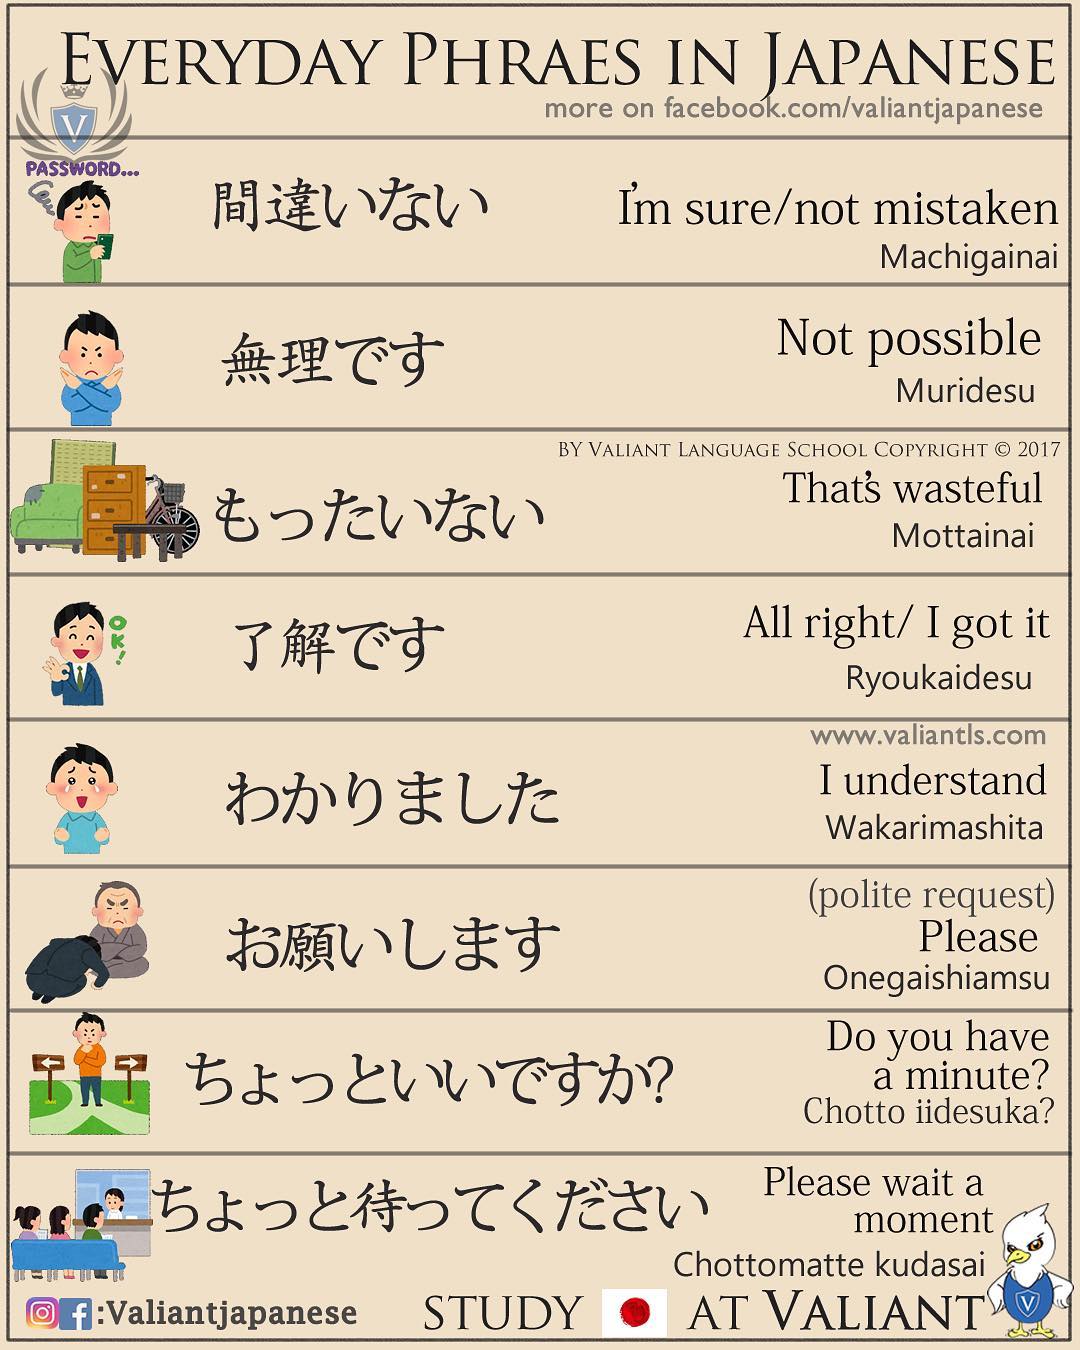 EVERYDAY PHRAES IN JAPANESE
more on facebook.com/valiantjapanese
V
PASSWORD...
間違いない
I'm sure/not mistaken
Machigainai
無理です
Not possible
Muridesu
BY VALIANT LANGUAGE SCHOOL COPYRIGHT © 2017
もったいない
That's wasteful
Mottainai
OK!
了解です
All right/ I got it
Ryoukaidesu
www.valiantls.com
わかりました
I understand
Wakarimashita
お願いします
(polite request)
Please
Onegaishiamsu
ちょっといいですか?
Do you have
a minute?
Chotto iidesuka?
ちょっと待ってください
Please wait a
moment
Chottomatte kudasai
:Valiantjapanese
STUDY AT VALIANT
V